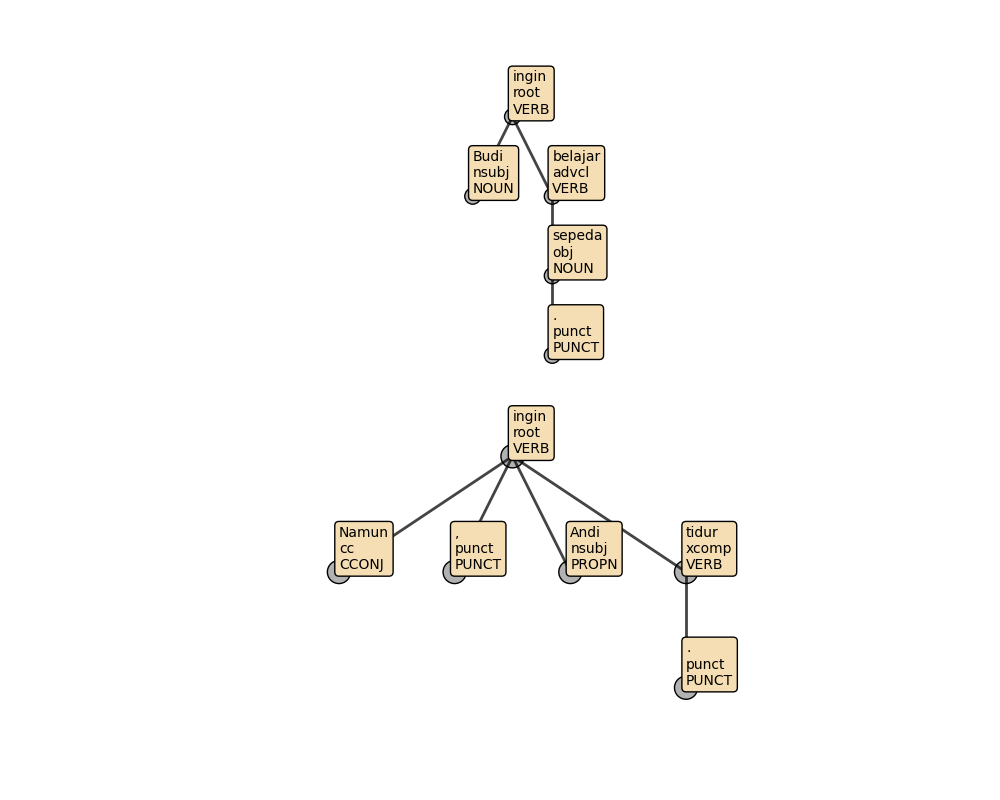 ingin
root
VERB
Budi
nsubj
NOUN
belajar
advcl
VERB
sepeda
obj
NOUN
.
punct
PUNCT
ingin
root
VERB
Namun
cc
CCONJ
,
punct
PUNCT
Andi
nsubj
PROPN
tidur
xcomp
VERB
.
punct
PUNCT